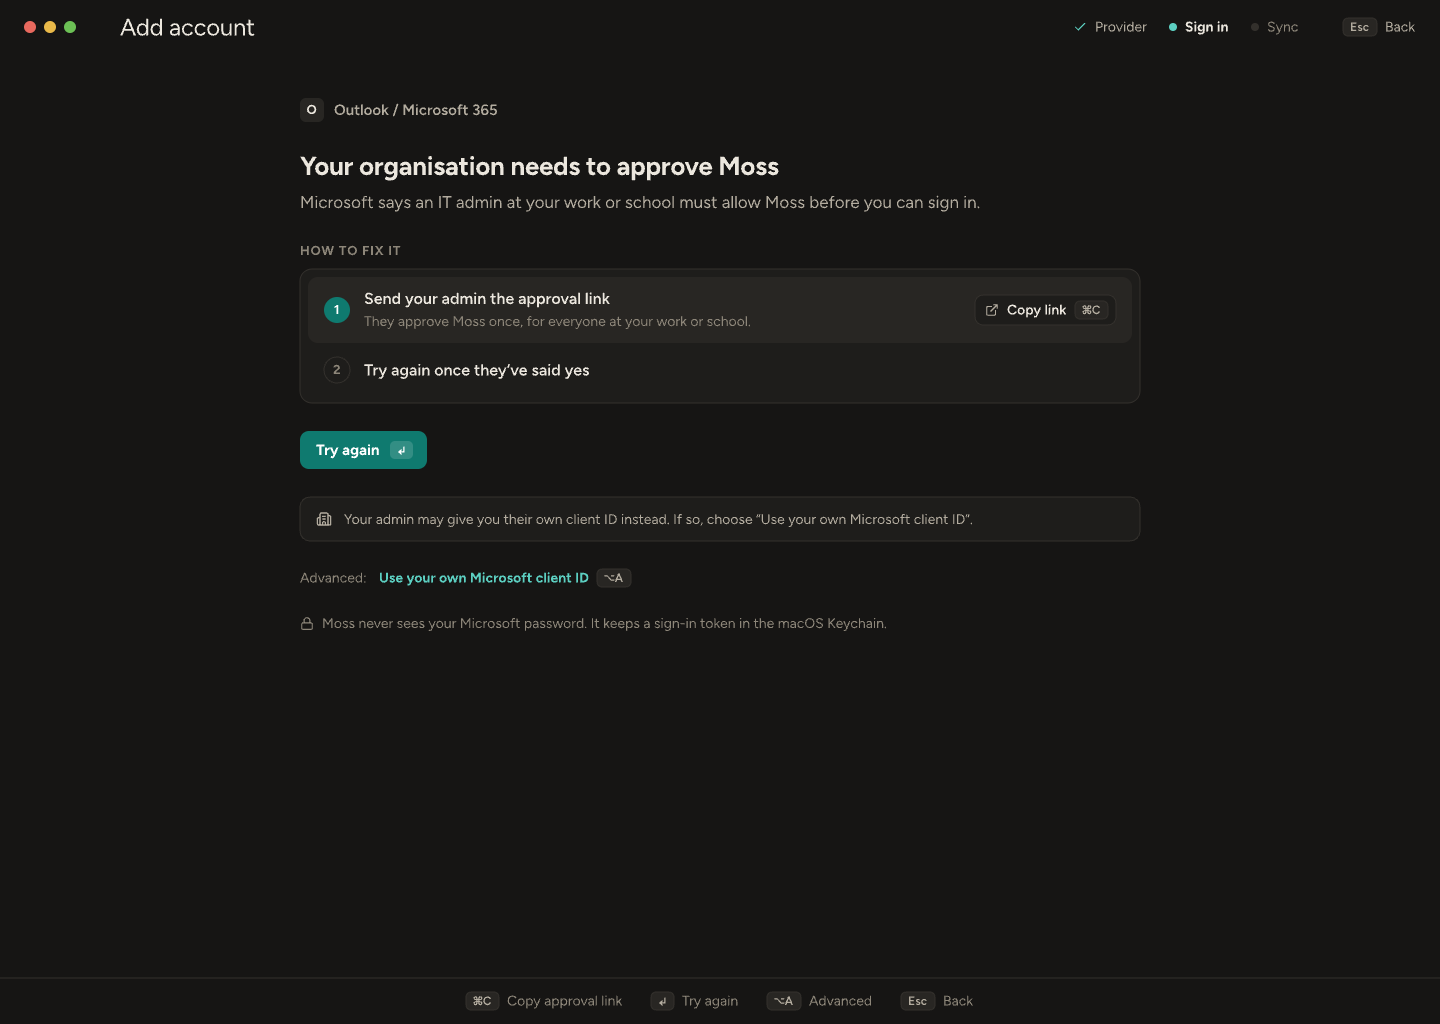 Add account
Provider
Sign in
Sync
Esc Back
O Outlook / Microsoft 365
Your organisation needs to approve Moss
Microsoft says an IT admin at your work or school must allow Moss before you can sign in.
HOW TO FIX IT
1 Send your admin the approval link
They approve Moss once, for everyone at your work or school.
Copy link ⌘C
2 Try again once they’ve said yes
Try again ↲
Your admin may give you their own client ID instead. If so, choose “Use your own Microsoft client ID”.
Advanced: Use your own Microsoft client ID ⌥A
Moss never sees your Microsoft password. It keeps a sign-in token in the macOS Keychain.
⌘C Copy approval link ↲ Try again ⌥A Advanced Esc Back